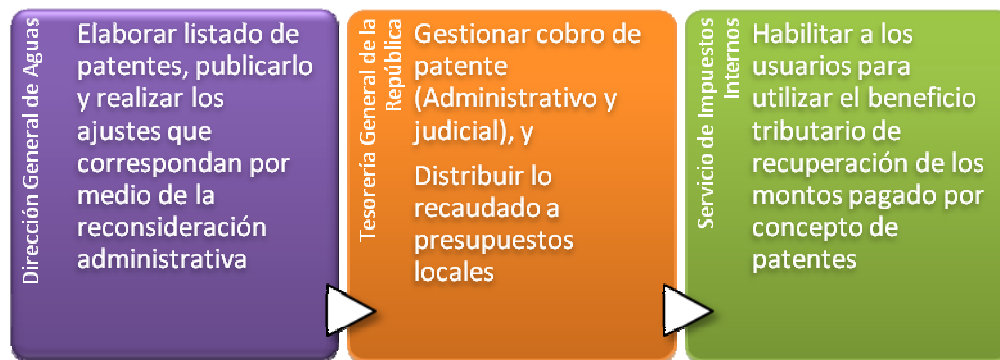 Dirección General de Aguas
Elaborar listado de
patentes, publicarlo
y realizar los
ajustes que
correspondan por
medio de la
reconsideración
administrativa
Tesorería General de la
República
Gestionar cobro de
patente
(Administrativo y
judicial), y
Distribuir lo
recaudado a
presupuestos
locales
Servicio de Impuestos
Internos
Habilitar a los
usuarios para
utilizar el beneficio
tributario de
recuperación de los
montos pagado por
concepto de
patentes